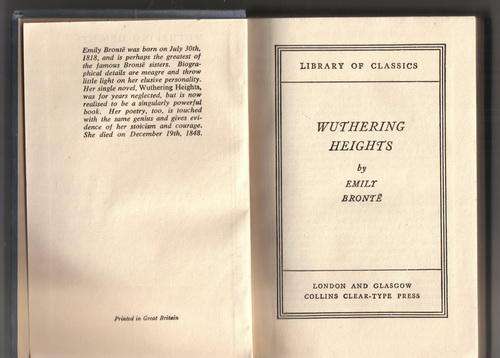 Emily Brontë was born on July 30th,
1818, and is perhaps the greatest of
the famous Brontë sisters. Biogra-
phical details are meagre and throw
little light on her elusive personality.
Her single novel, Wuthering Heights,
was for years neglected, but is now
realised to be a singularly powerful
book. Her poetry, too, is touched
with the same genius and gives evi-
dence of her stoicism and courage.
She died on December 19th, 1848.
Printed in Great Britain
LIBRARY OF CLASSICS
WUTHERING
HEIGHTS
by
EMILY
BRONTË
LONDON AND GLASGOW
COLLINS CLEAR-TYPE PRESS